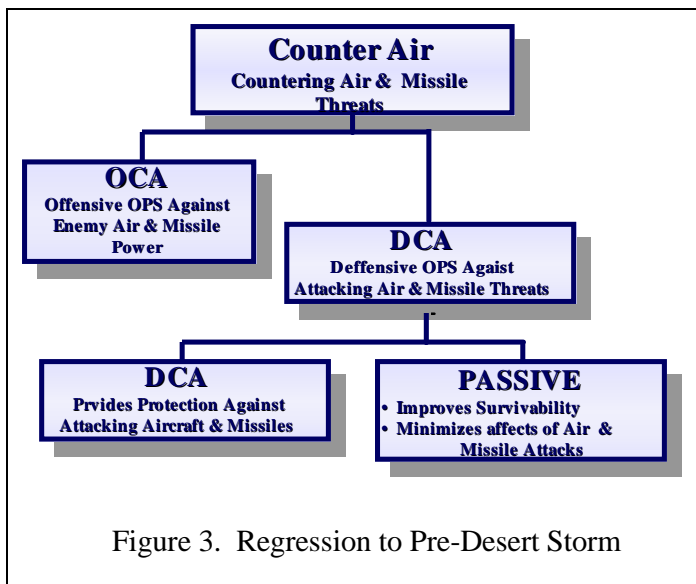 Counter Air
Countering Air & Missile
Threats
OCA
Offensive OPS Against
Enemy Air & Missile
Power
DCA
Deffensive OPS Agaist
Attacking Air & Missile Threats
-
DCA
Prvides Protection Against
Attacking Aircraft & Missiles
PASSIVE
• Improves Survivability
• Minimizes affects of Air &
Missile Attacks
Figure 3. Regression to Pre-Desert Storm